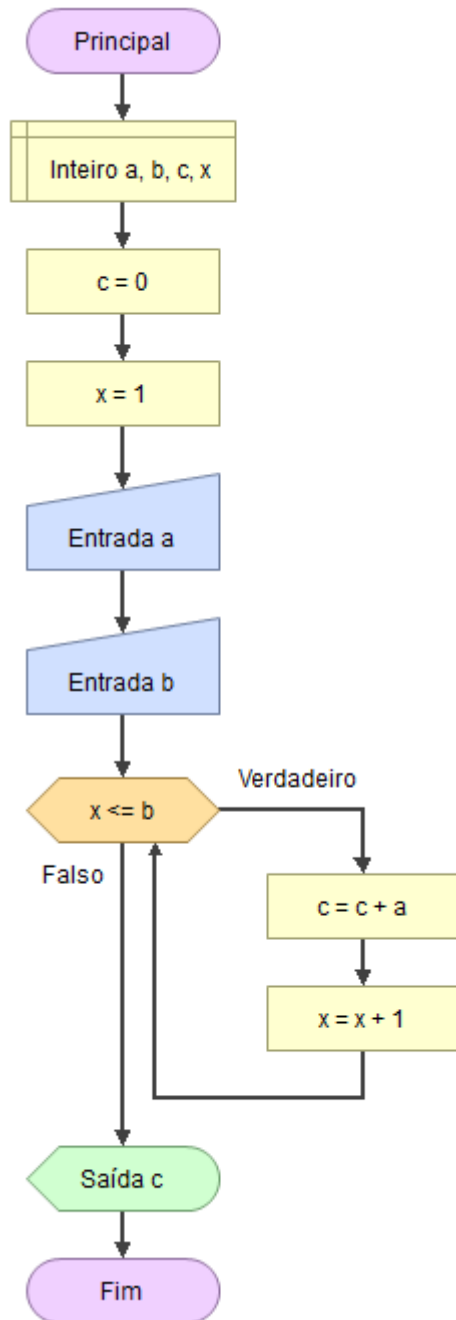 Principal
Inteiro a, b, c, x
c = 0
x = 1
Entrada a
Entrada b
Verdadeiro
x <= b
Falso
c = c + a
x = x + 1
Saída c
Fim